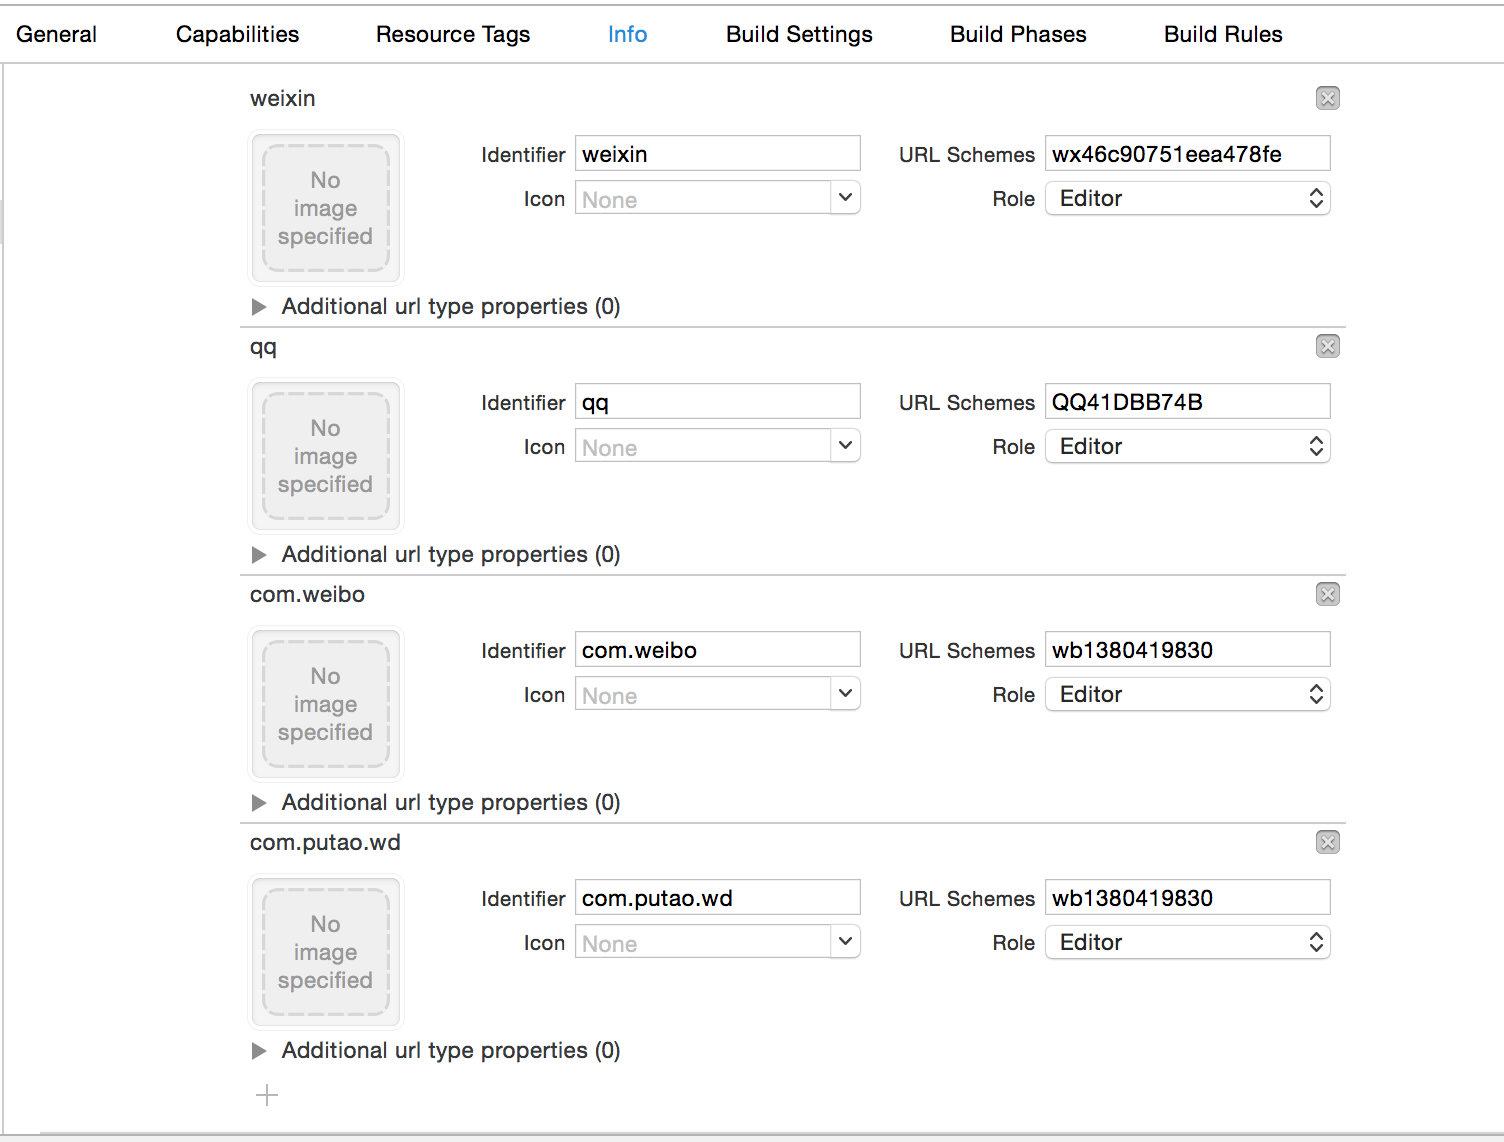 General Capabilities Resource Tags Info Build Settings Build Phases Build Rules
weixin
No
image
specified
Identifier weixin URL Schemes wx46c90751eea478fe
Icon None Role Editor
Additional url type properties (0)
qq
No
image
specified
Identifier qq URL Schemes QQ41DBB74B
Icon None Role Editor
Additional url type properties (0)
com.weibo
No
image
specified
Identifier com.weibo URL Schemes wb1380419830
Icon None Role Editor
Additional url type properties (0)
com.putao.wd
No
image
specified
Identifier com.putao.wd URL Schemes wb1380419830
Icon None Role Editor
Additional url type properties (0)